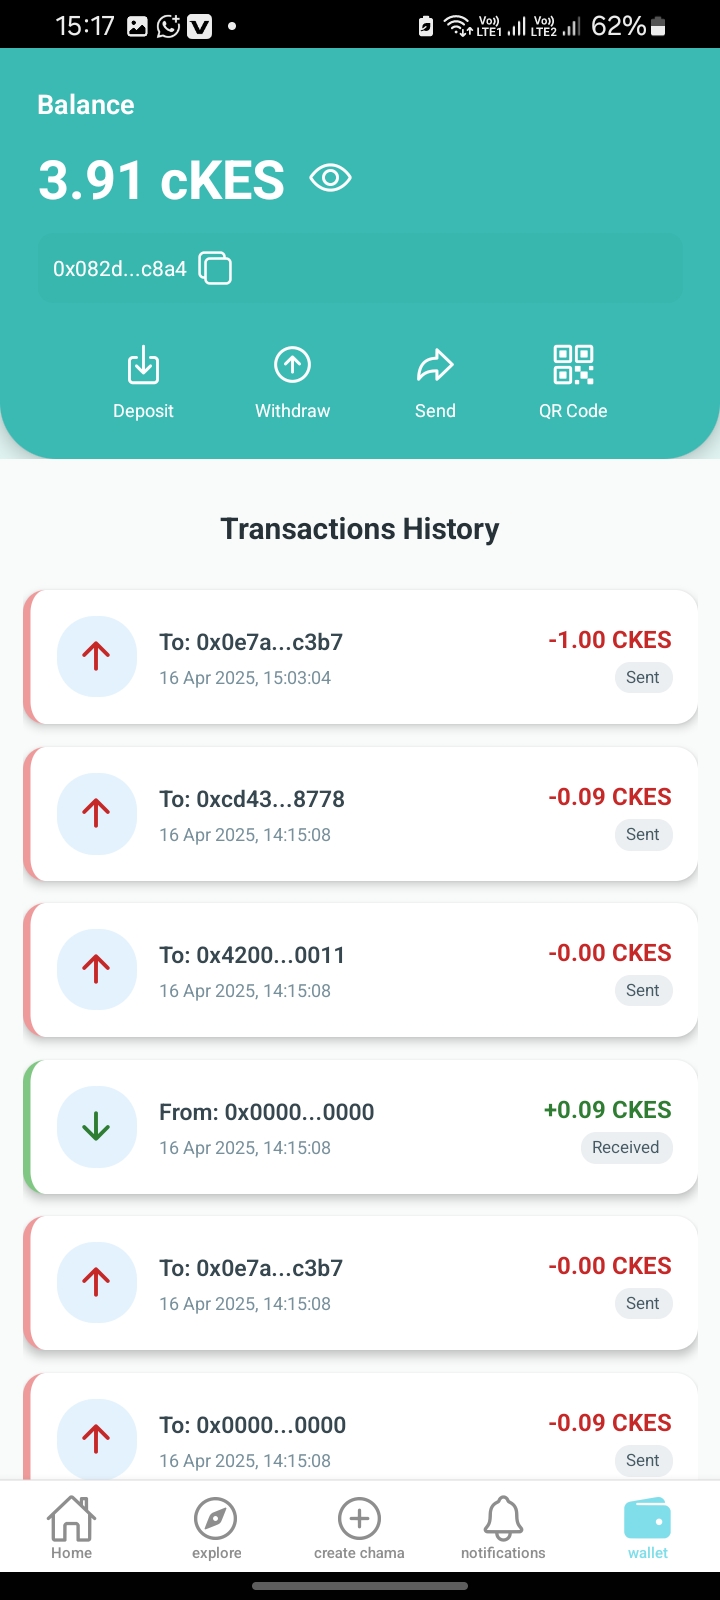 15:17 Vo)) LTE1 Vo)) LTE2 62%
Balance
3.91 cKES
0x082d...c8a4
Deposit Withdraw Send QR Code
Transactions History
To: 0x0e7a...c3b7 -1.00 CKES
16 Apr 2025, 15:03:04 Sent
To: 0xcd43...8778 -0.09 CKES
16 Apr 2025, 14:15:08 Sent
To: 0x4200...0011 -0.00 CKES
16 Apr 2025, 14:15:08 Sent
From: 0x0000...0000 +0.09 CKES
16 Apr 2025, 14:15:08 Received
To: 0x0e7a...c3b7 -0.00 CKES
16 Apr 2025, 14:15:08 Sent
To: 0x0000...0000 -0.09 CKES
16 Apr 2025, 14:15:08 Sent
Home explore create chama notifications wallet